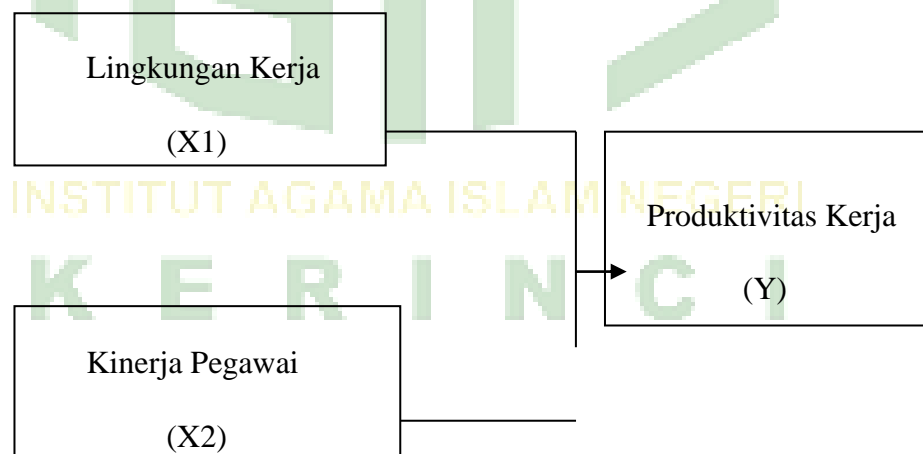 Lingkungan Kerja
(X1)
INSTITUT AGAMA ISLAM NEGERI
Produktivitas Kerja
(Y)
K E R I N C I
Kinerja Pegawai
(X2)